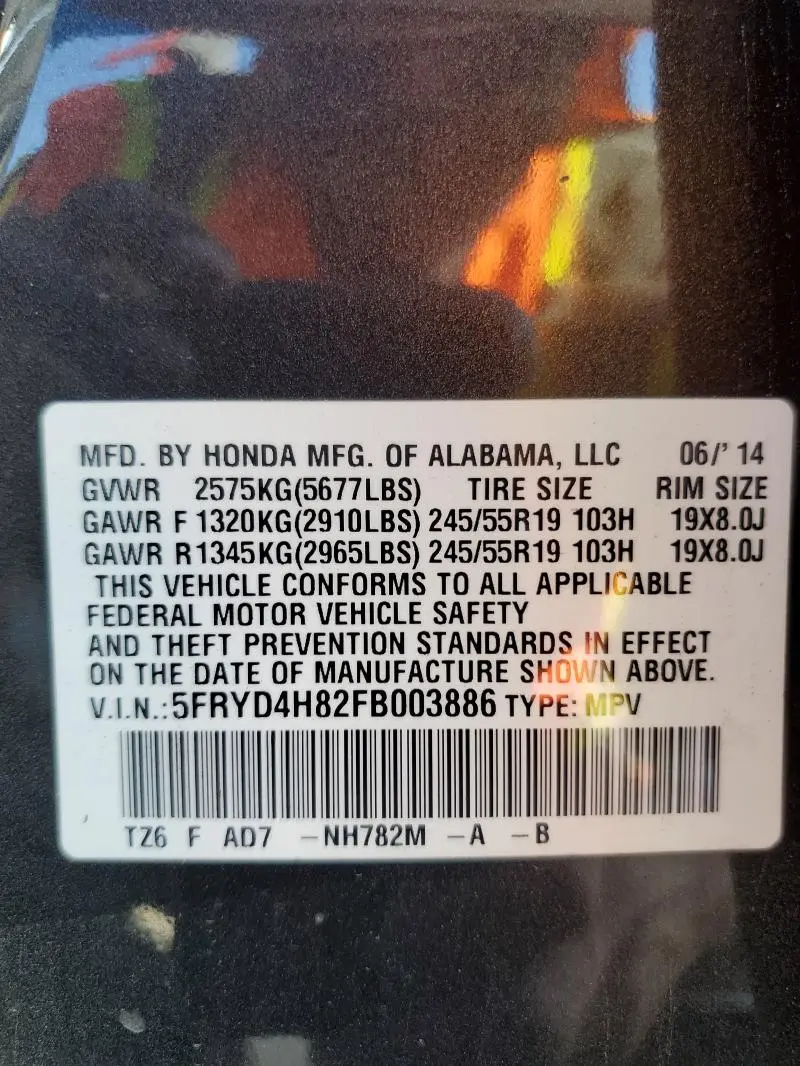 MFD. BY HONDA MFG. OF ALABAMA, LLC 06/' 14
GVWR 2575KG(5677LBS) TIRE SIZE RIM SIZE
GAWR F 1320KG(2910LBS) 245/55R19 103H 19X8.0J
GAWR R1345KG(2965LBS) 245/55R19 103H 19X8.0J
THIS VEHICLE CONFORMS TO ALL APPLICABLE
FEDERAL MOTOR VEHICLE SAFETY
AND THEFT PREVENTION STANDARDS IN EFFECT
ON THE DATE OF MANUFACTURE SHOWN ABOVE.
V.I.N.:5FRYD4H82FB003886 TYPE: MPV
TZ6 F AD7 -NH782M -A -B